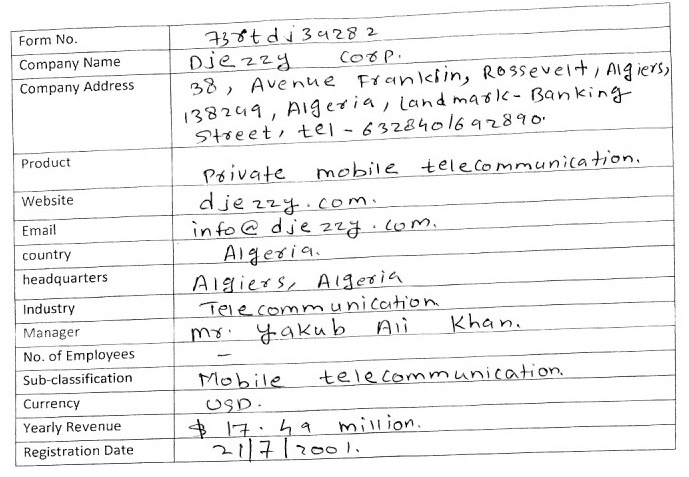 Form No. 738tdj39282
Company Name Djezzy Corp.
Company Address 38, Avenue Franklin, Rossevelt, Algiers,
138249, Algeria, Landmark - Banking
Street, tel - 632840/692890.
Product Private mobile telecommunication.
Website djezzy.com.
Email info@djezzy.com.
country Algeria.
headquarters Algiers, Algeria
Industry Telecommunication
Manager mr. Yakub Ali Khan.
No. of Employees –
Sub-classification Mobile telecommunication.
Currency USD.
Yearly Revenue $ 17.49 million.
Registration Date 21/7/2001.